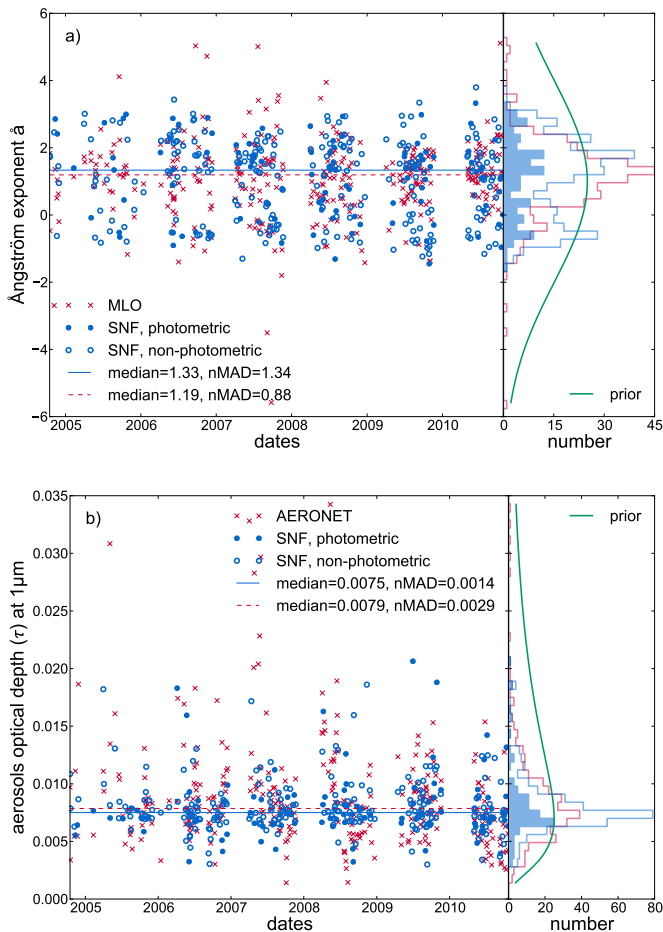 a)
Ångström exponent å
6
4
2
0
−2
−4
−6
MLO
SNF, photometric
SNF, non-photometric
median=1.33, nMAD=1.34
median=1.19, nMAD=0.88
prior
2005 2006 2007 2008 2009 2010 0 15 30 45
dates number
b)
aerosols optical depth (τ) at 1μm
0.035
0.030
0.025
0.020
0.015
0.010
0.005
0.000
AERONET
SNF, photometric
SNF, non-photometric
median=0.0075, nMAD=0.0014
median=0.0079, nMAD=0.0029
prior
2005 2006 2007 2008 2009 2010 0 20 40 60 80
dates number